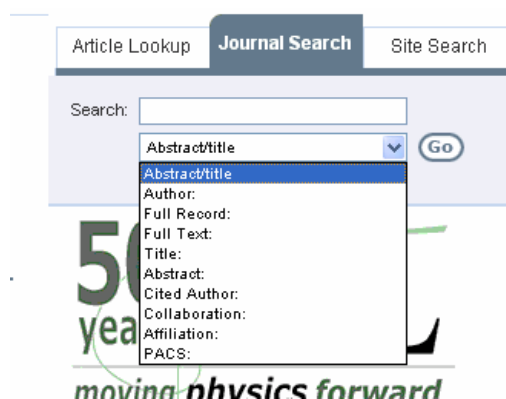 Article Lookup Journal Search Site Search
Search:
Abstract/title Go
Abstract/title
Author:
Full Record:
Full Text:
Title:
Abstract:
Cited Author:
Collaboration:
Affiliation:
PACS:
moving physics forward